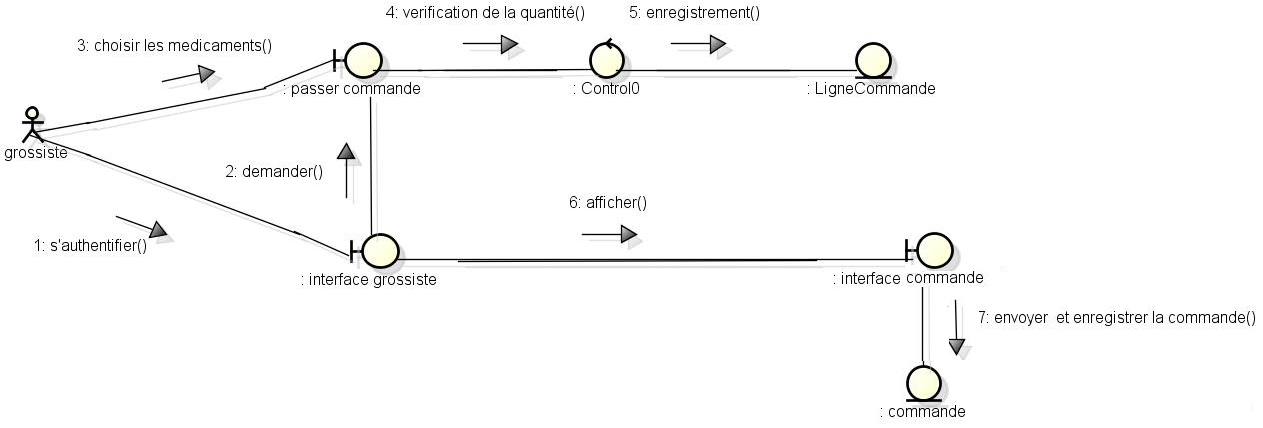 4: verification de la quantité()
5: enregistrement()
3: choisir les medicaments()
: passer commande
: Control0
: LigneCommande
grossiste
2: demander()
6: afficher()
1: s'authentifier()
: interface grossiste
: interface commande
7: envoyer et enregistrer la commande()
: commande